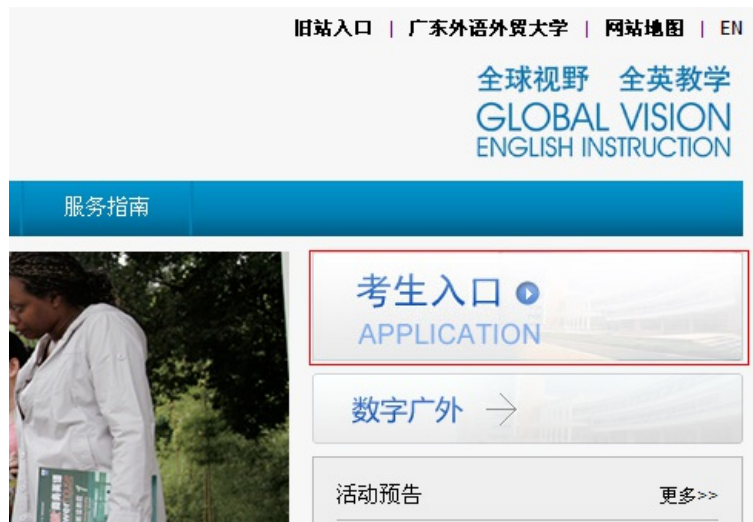 旧站入口 | 广东外语外贸大学 | 网站地图 | EN
全球视野 全英教学
GLOBAL VISION
ENGLISH INSTRUCTION
服务指南
考生入口
APPLICATION
数字广外
活动预告 更多>>